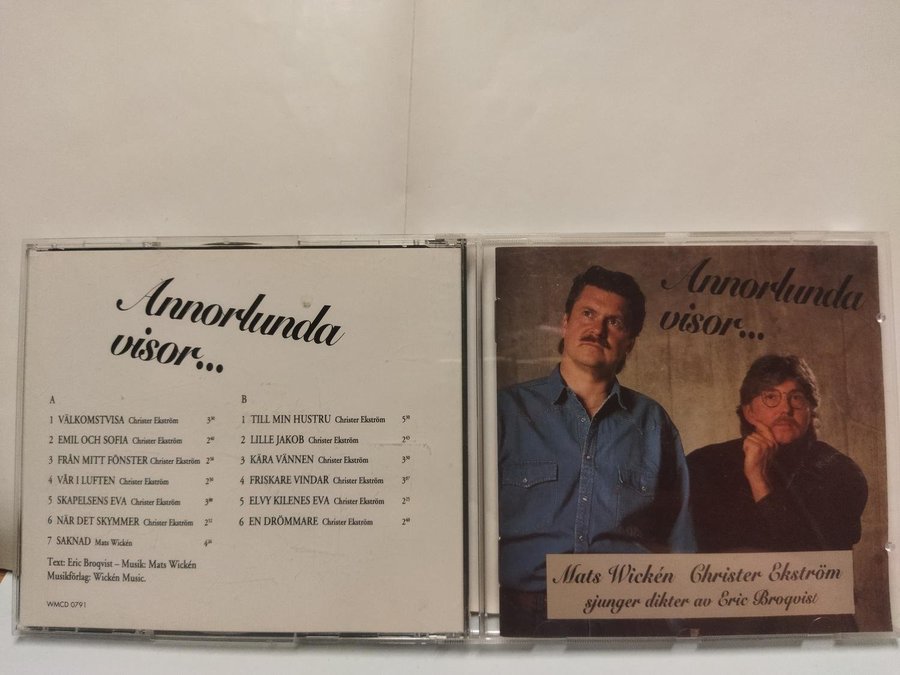 Annorlunda
visor...
A
1 VÄLKOMSTVISA Christer Ekström
2 EMIL OCH SOFIA Christer Ekström
3 FRÅN MITT FÖNSTER Christer Ekström
4 VÅR I LUFTEN Christer Ekström
5 SKAPELSENS EVA Christer Ekström
6 NÄR DET SKYMMER Christer Ekström
7 SAKNAD Mats Wickén
Text: Eric Broqvist – Musik: Mats Wickén
Musikförlag: Wickén Music.
WMCD 0791
B
1 TILL MIN HUSTRU Christer Ekström
2 LILLE JAKOB Christer Ekström
3 KÄRA VÄNNEN Christer Ekström
4 FRISKARE VINDAR Christer Ekström
5 ELVY KILENES EVA Christer Ekström
6 EN DRÖMMARE Christer Ekström
Annorlunda
visor...
Mats Wickén Christer Ekström
sjunger dikter av Eric Broqvist